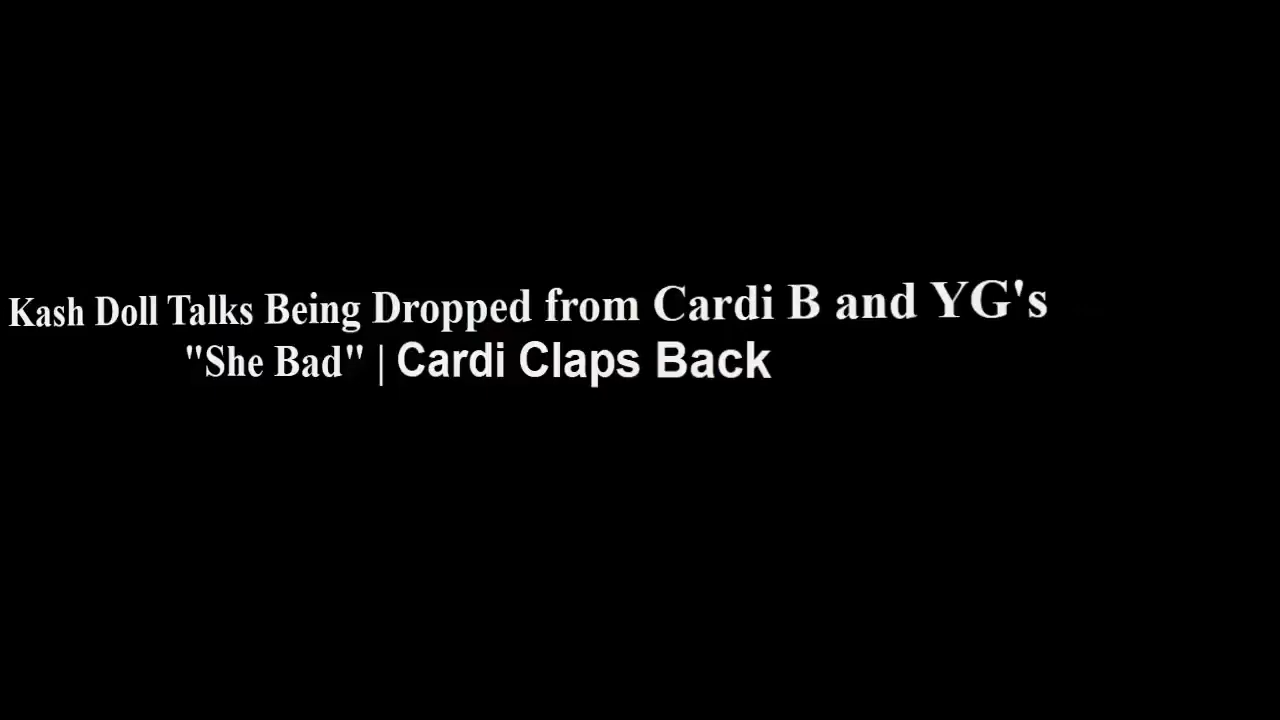 Kash Doll Talks Being Dropped from Cardi B and YG's
"She Bad" | Cardi Claps Back